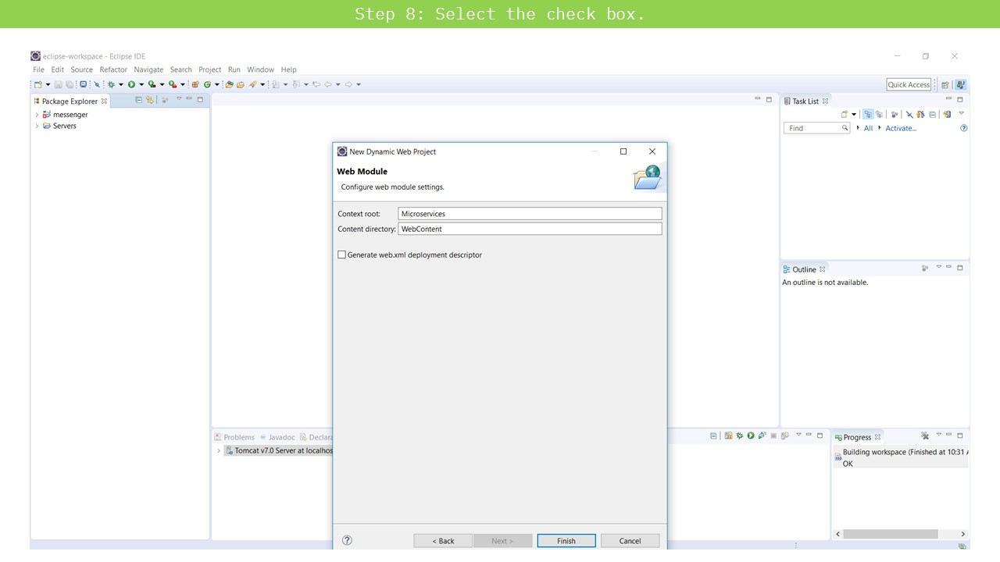 Step 8: Select the check box.
eclipse-workspace - Eclipse IDE
File Edit Source Refactor Navigate Search Project Run Window Help
Quick Access
Package Explorer
messenger
Servers
Task List
Find
All
Activate...
New Dynamic Web Project
Web Module
Configure web module settings.
Context root: Microservices
Content directory: WebContent
Generate web.xml deployment descriptor
Outline
An outline is not available.
Problems Javadoc Declara
Tomcat v7.0 Server at localhos
Progress
Building workspace (Finished at 10:31 A
OK
< Back Next > Finish Cancel